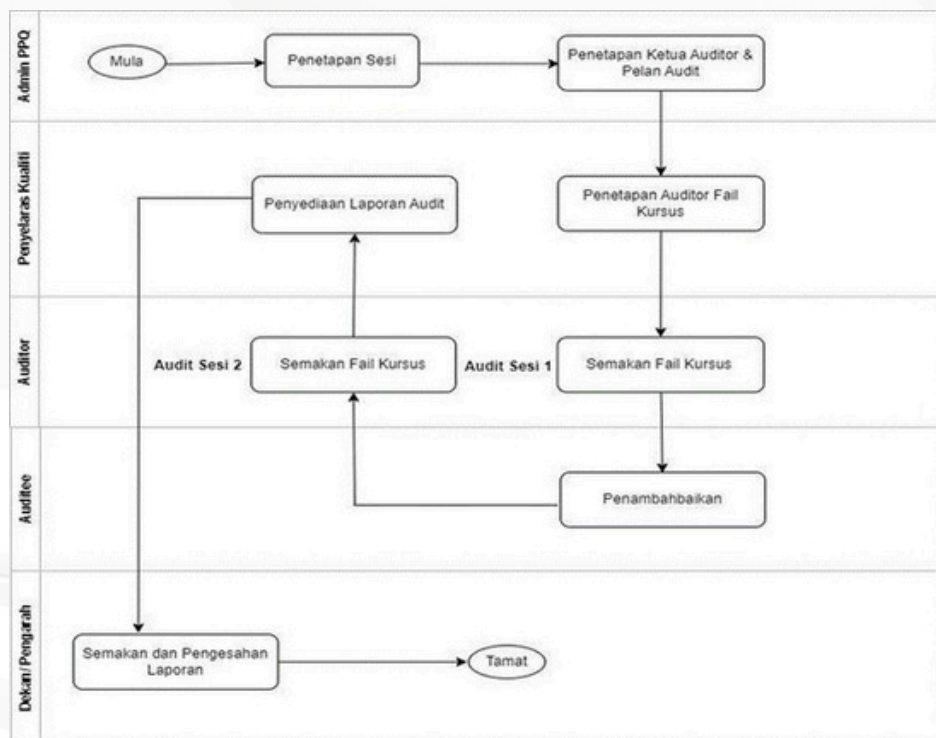 Admin PPQ
Mula
Penetapan Sesi
Penetapan Ketua Auditor &
Pelan Audit
Penyelaras Kualiti
Penyediaan Laporan Audit
Penetapan Auditor Fail
Kursus
Auditor
Audit Sesi 2
Semakan Fail Kursus
Audit Sesi 1
Semakan Fail Kursus
Auditee
Penambahbaikan
Dekan/ Pengarah
Semakan dan Pengesahan
Laporan
Tamat